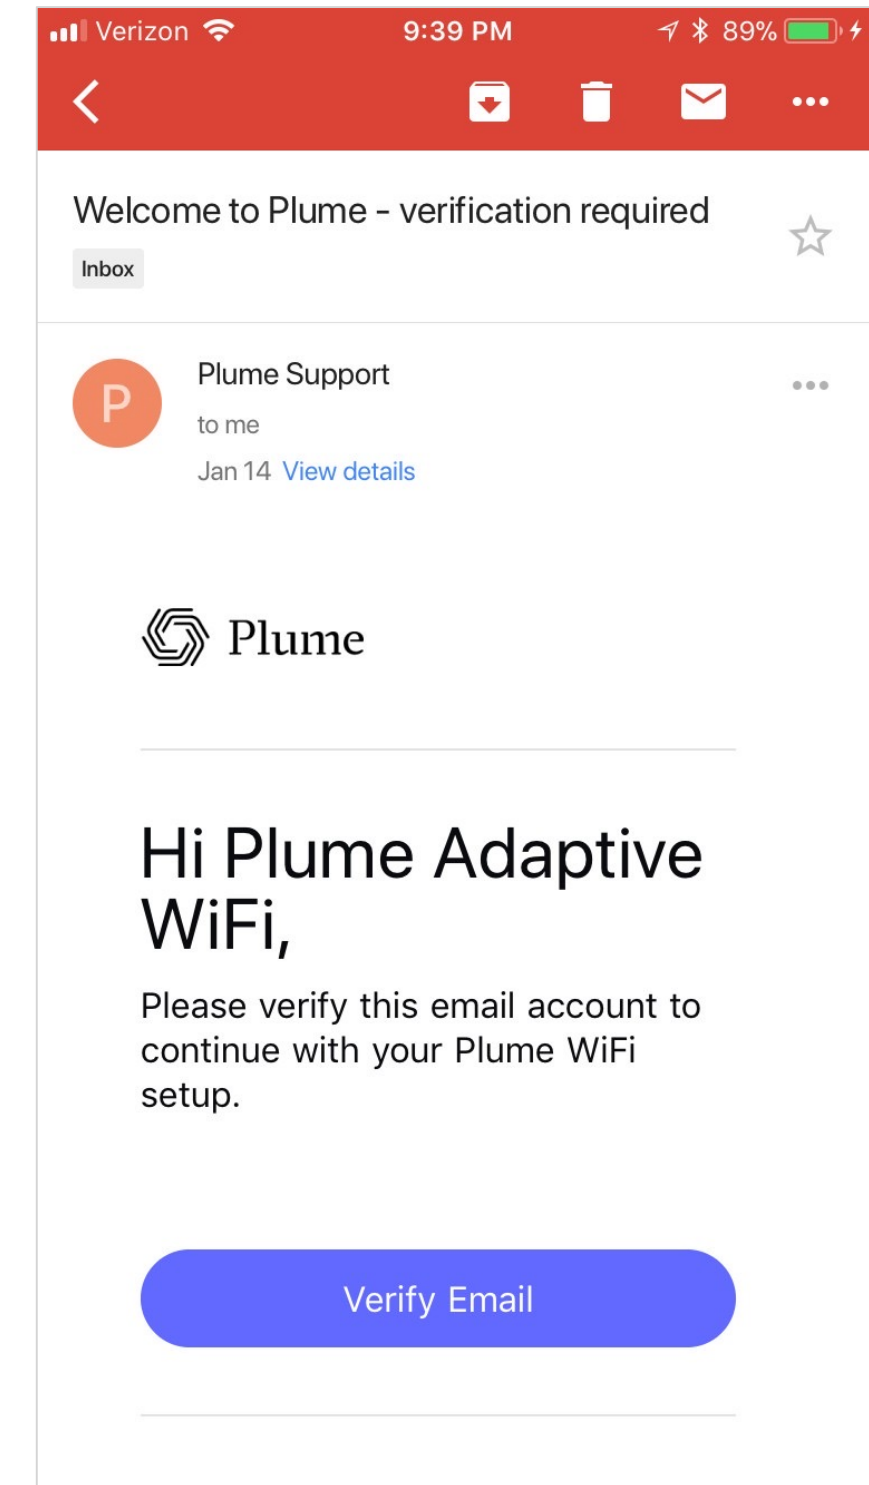 Verizon 9:39 PM 89%
Welcome to Plume - verification required
Inbox
P
Plume Support
to me
Jan 14 View details
Plume
Hi Plume Adaptive
WiFi,
Please verify this email account to
continue with your Plume WiFi
setup.
Verify Email